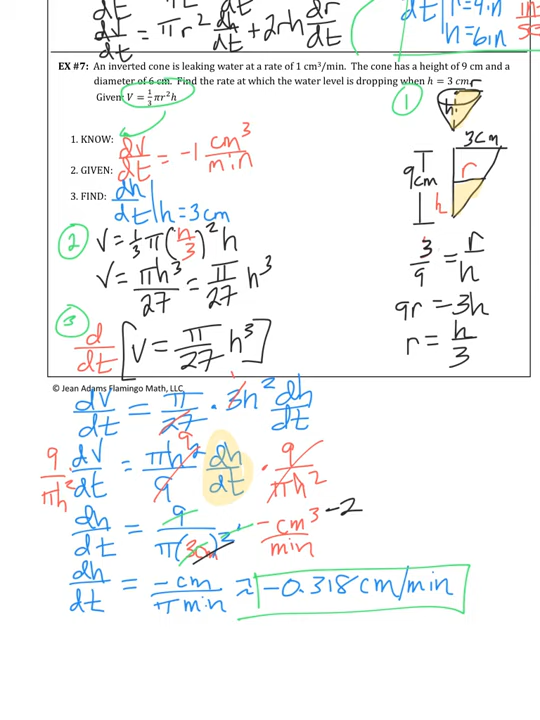 dV/dt = πr² dh/dt + 2rh dr/dt
dt | r = 4in
h = 6in
EX #7: An inverted cone is leaking water at a rate of 1 cm³/min. The cone has a height of 9 cm and a
diameter of 6 cm. Find the rate at which the water level is dropping when h = 3 cm.
Given: V = 1/3 πr²h
1. KNOW: dV/dt = -1 cm³/min
2. GIVEN:
3. FIND: dh/dt | h = 3cm
① r
h
3cm
9cm
r
h
3/9 = r/h
9r = 3h
r = h/3
② V = 1/3 π(h/3)² h
V = πh³/27 = π/27 h³
③ d/dt [V = π/27 h³]
© Jean Adams Flamingo Math, LLC
dV/dt = π/27 · 3h² dh/dt
9/πh² · dV/dt = πh²/9 dh/dt · 9/πh²
dh/dt = 9/π(3cm)² · -cm³/min -2
dh/dt = -cm/π min ≈ -0.318 cm/min